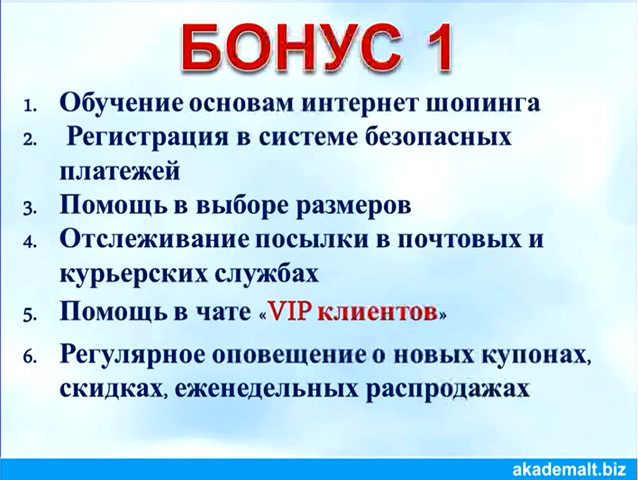 БОНУС 1
1. Обучение основам интернет шопинга
2. Регистрация в системе безопасных
платежей
3. Помощь в выборе размеров
4. Отслеживание посылки в почтовых и
курьерских службах
5. Помощь в чате «VIP клиентов»
6. Регулярное оповещение о новых купонах,
скидках, еженедельных распродажах
akademalt.biz